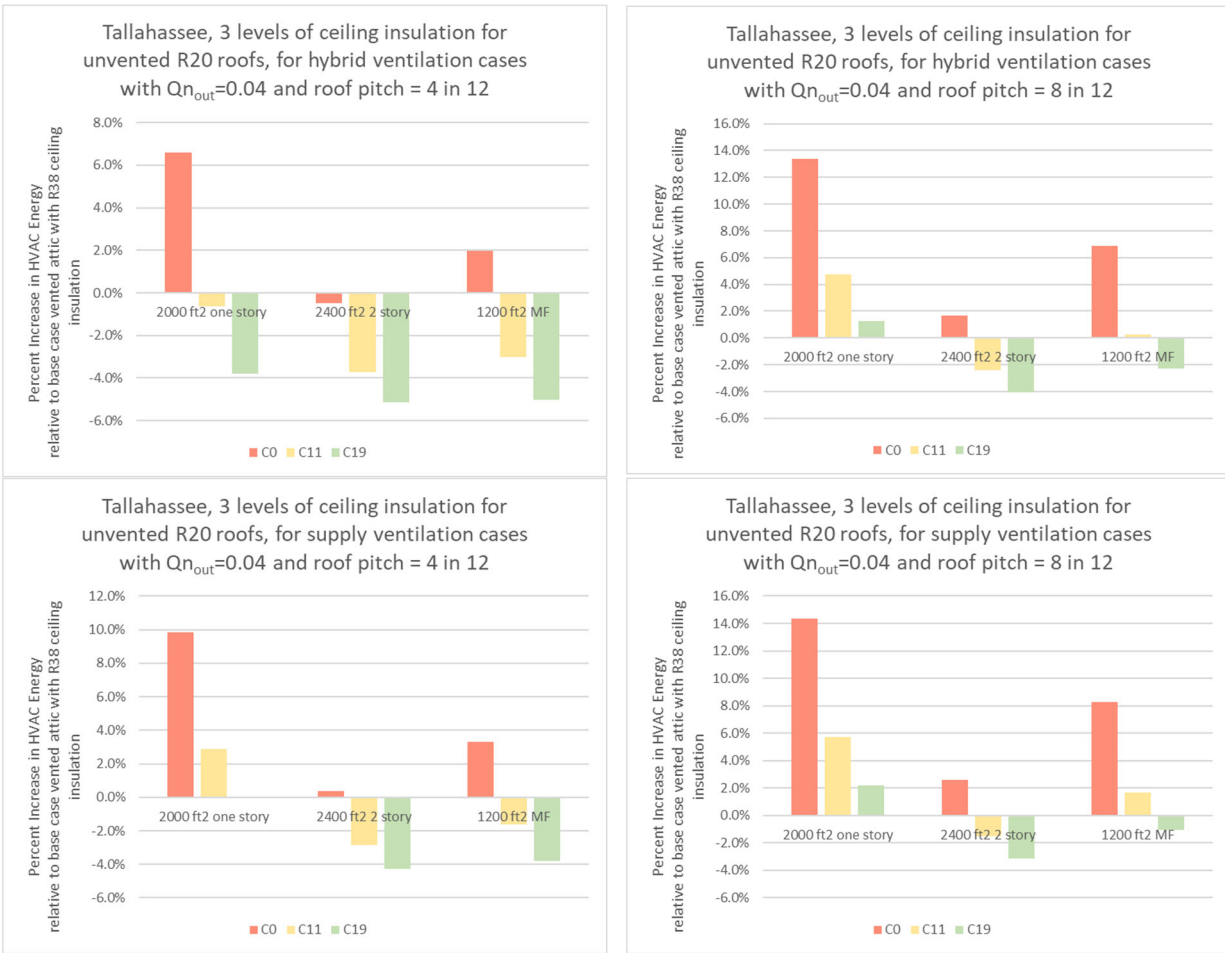 Tallahassee, 3 levels of ceiling insulation for
unvented R20 roofs, for hybrid ventilation cases
with Qnout=0.04 and roof pitch = 4 in 12
Percent Increase in HVAC Energy
relative to base case vented attic with R38 ceiling
insulation
8.0%
6.0%
4.0%
2.0%
0.0%
-2.0%
-4.0%
-6.0%
2000 ft2 one story
2400 ft2 2 story
1200 ft2 MF
C0 C11 C19
Tallahassee, 3 levels of ceiling insulation for
unvented R20 roofs, for hybrid ventilation cases
with Qnout=0.04 and roof pitch = 8 in 12
Percent Increase in HVAC Energy
relative to base case vented attic with R38 ceiling
insulation
16.0%
14.0%
12.0%
10.0%
8.0%
6.0%
4.0%
2.0%
0.0%
-2.0%
-4.0%
-6.0%
2000 ft2 one story
2400 ft2 2 story
1200 ft2 MF
C0 C11 C19
Tallahassee, 3 levels of ceiling insulation for
unvented R20 roofs, for supply ventilation cases
with Qnout=0.04 and roof pitch = 4 in 12
Percent Increase in HVAC Energy
relative to base case vented attic with R38 ceiling
insulation
12.0%
10.0%
8.0%
6.0%
4.0%
2.0%
0.0%
-2.0%
-4.0%
-6.0%
2000 ft2 one story
2400 ft2 2 story
1200 ft2 MF
C0 C11 C19
Tallahassee, 3 levels of ceiling insulation for
unvented R20 roofs, for supply ventilation cases
with Qnout=0.04 and roof pitch = 8 in 12
Percent Increase in HVAC Energy
relative to base case vented attic with R38 ceiling
insulation
16.0%
14.0%
12.0%
10.0%
8.0%
6.0%
4.0%
2.0%
0.0%
-2.0%
-4.0%
-6.0%
2000 ft2 one story
2400 ft2 2 story
1200 ft2 MF
C0 C11 C19